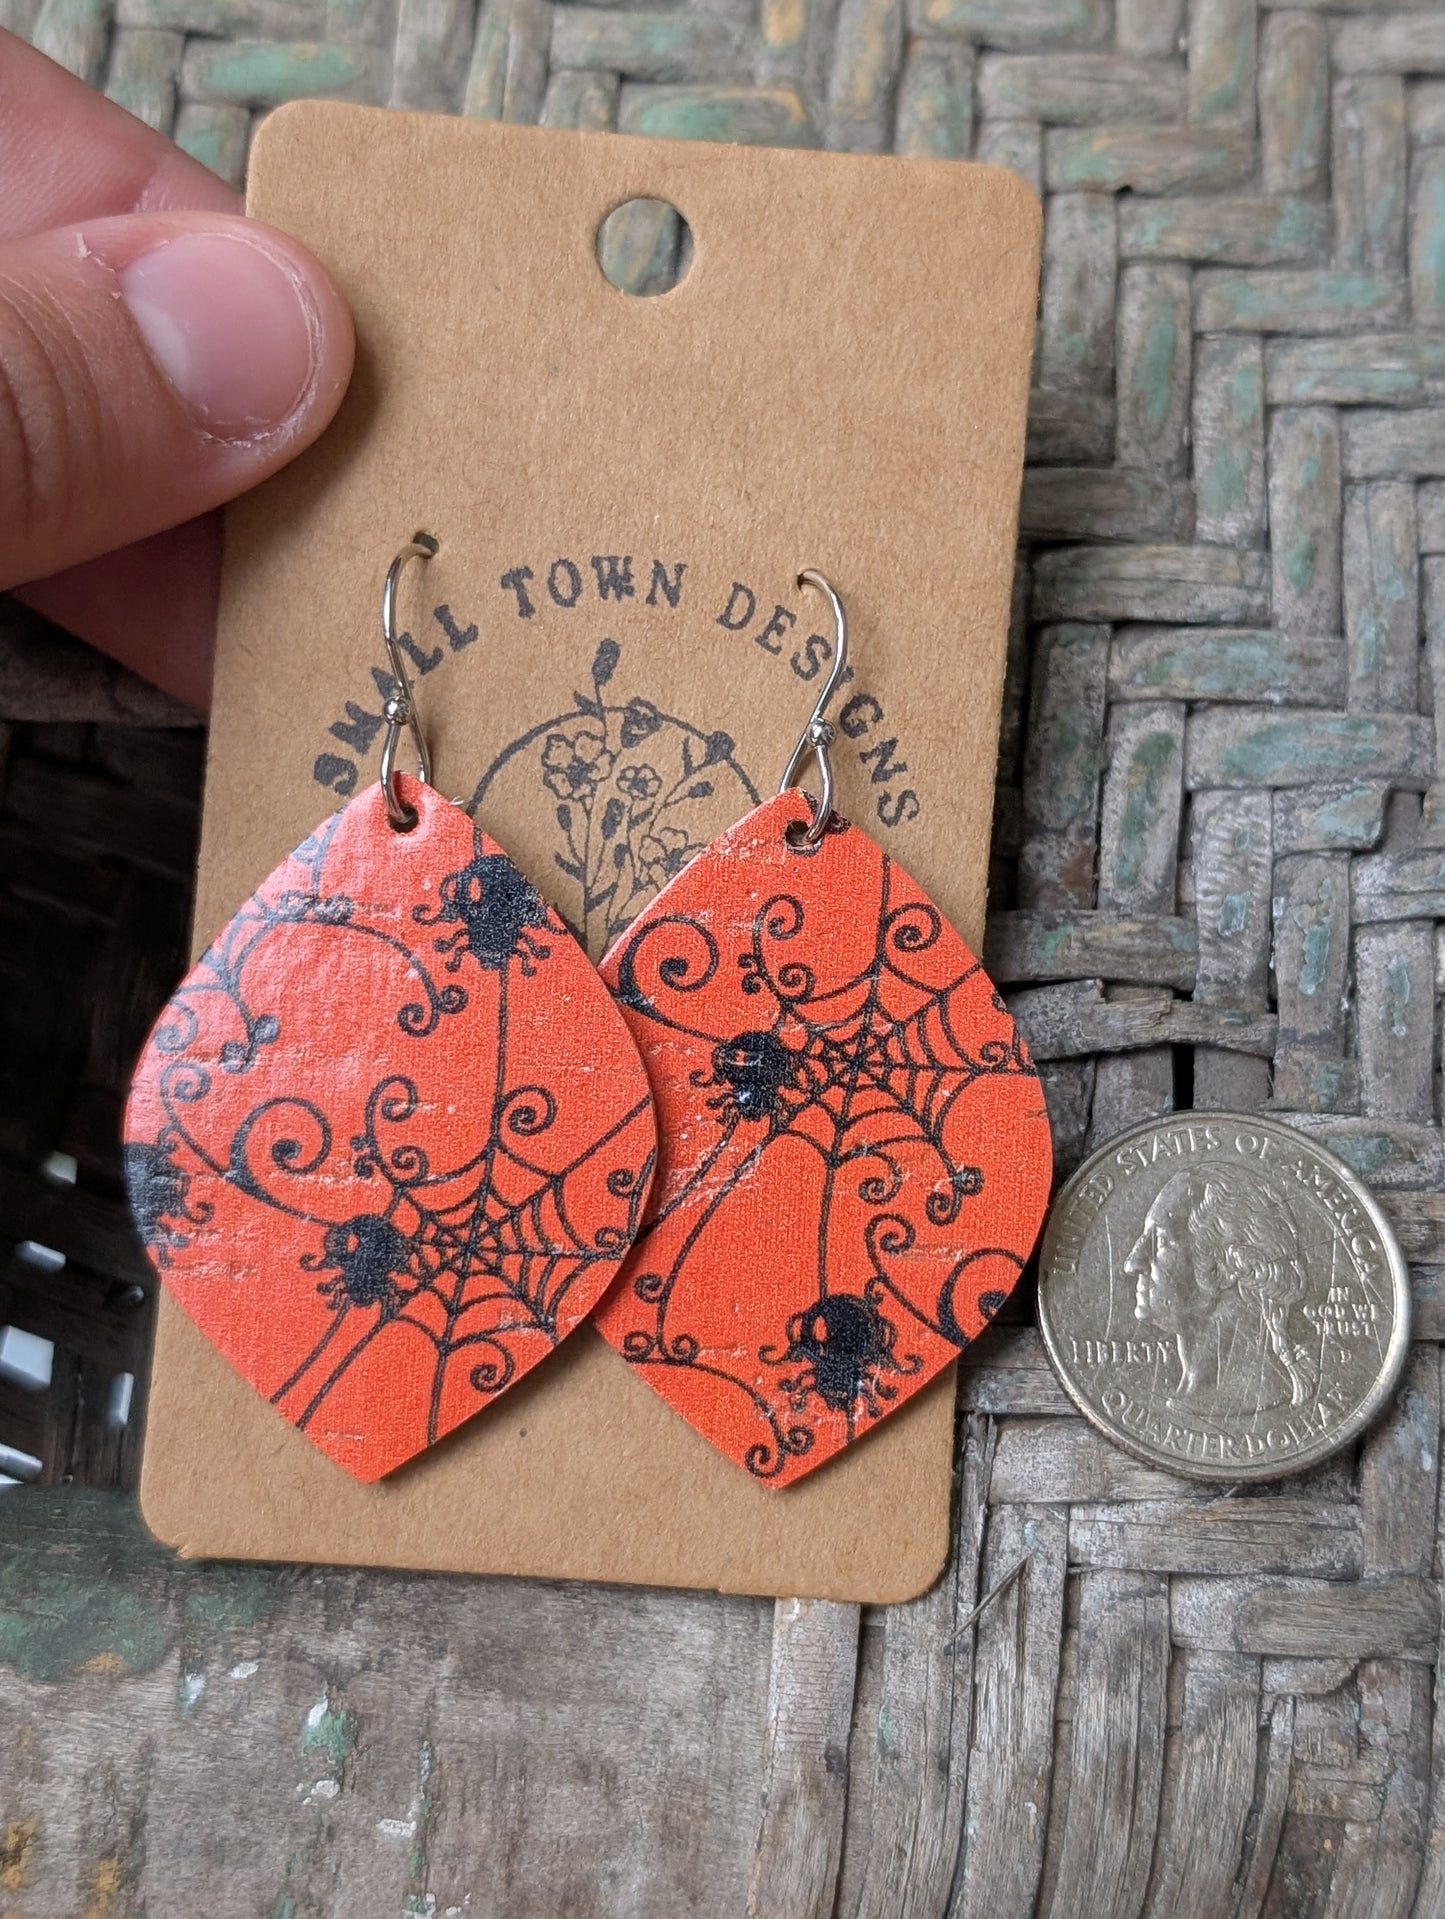 SMALL TOWN DESIGNS
UNITED STATES OF AMERICA
LIBERTY
IN
GOD WE
TRUST
D
QUARTER DOLLAR